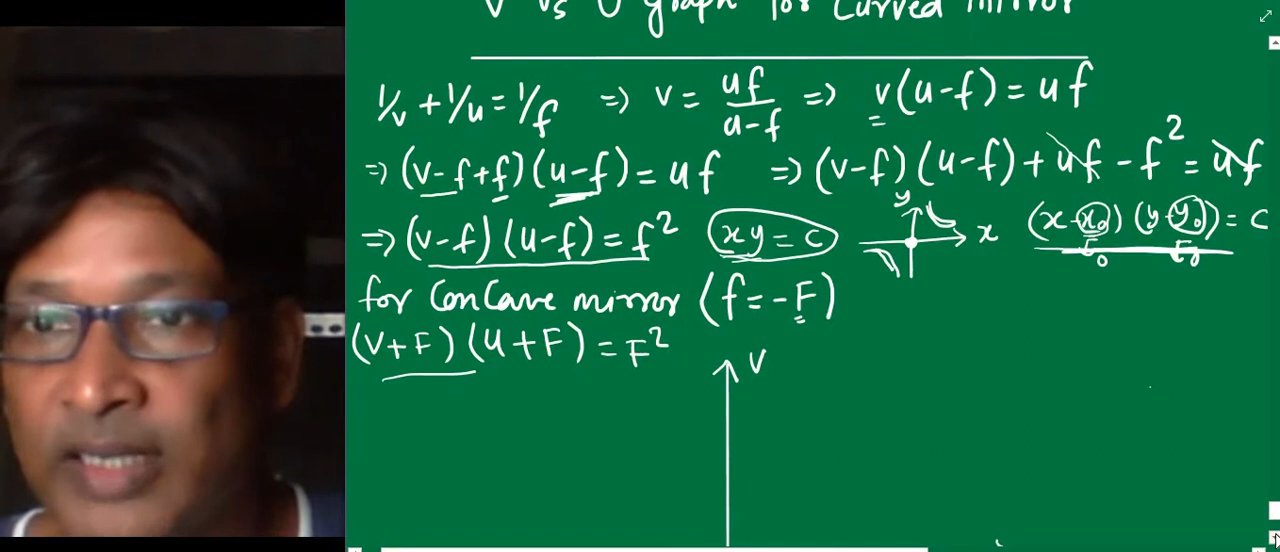 V vs U graph for Curved mirror
1/v + 1/u = 1/f => v = uf/u-f => v(u-f) = uf
=> (v-f+f)(u-f) = uf => (v-f)(u-f) + uf - f² = uf
=> (v-f)(u-f) = f² xy = c y x (x-x₀)(y-y₀) = c
for Concave mirror (f = -F)
(v+F)(u+F) = F²
v